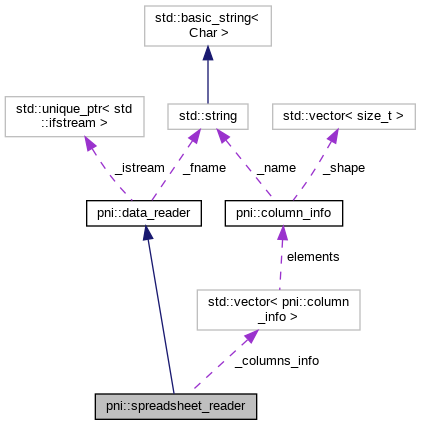 std::basic_string<
Char >
std::unique_ptr< std
::ifstream >
std::string
std::vector< size_t >
_istream
_fname
_name
_shape
pni::data_reader
pni::column_info
elements
std::vector< pni::column
_info >
_columns_info
pni::spreadsheet_reader